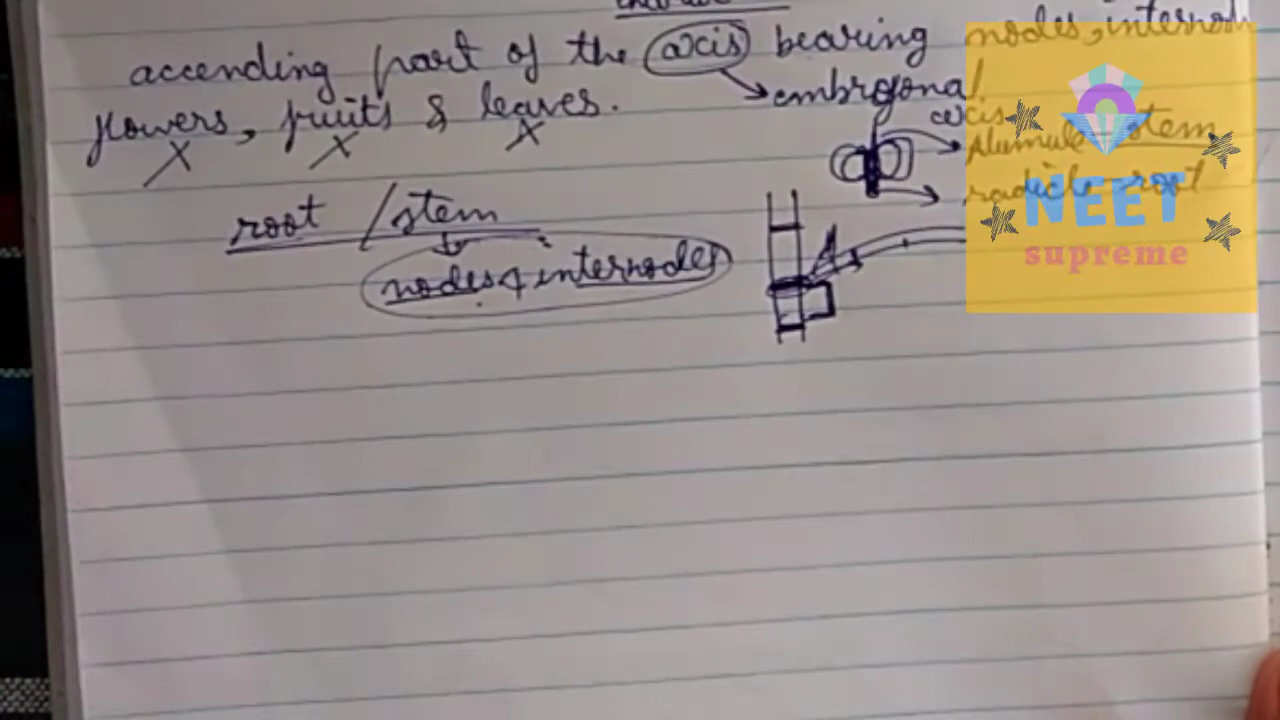 accending part of the axis bearing nodes, internode
embryonal
flowers, fruits & leaves.
axis
Plumule - stem
radicle - root
NEET
supreme
root / stem
nodes & internodes